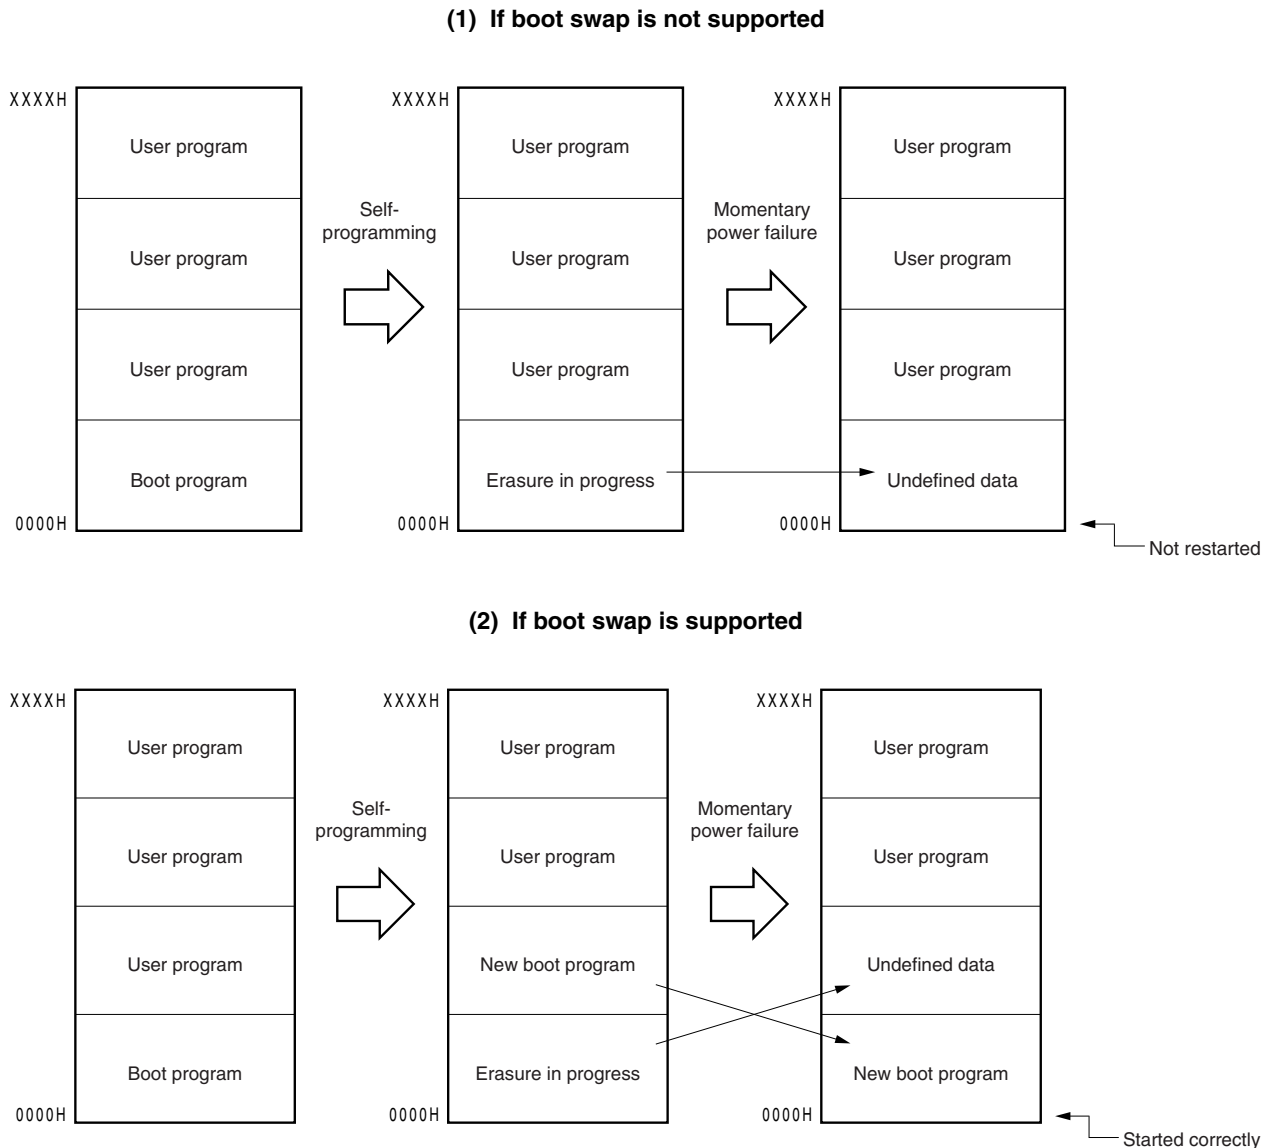 (1) If boot swap is not supported
XXXXH
User program
User program
User program
Boot program
0000H
Self-
programming
XXXXH
User program
User program
User program
Erasure in progress
0000H
Momentary
power failure
XXXXH
User program
User program
User program
Undefined data
0000H
Not restarted
(2) If boot swap is supported
XXXXH
User program
User program
User program
Boot program
0000H
Self-
programming
XXXXH
User program
User program
New boot program
Erasure in progress
0000H
Momentary
power failure
XXXXH
User program
User program
Undefined data
New boot program
0000H
Started correctly